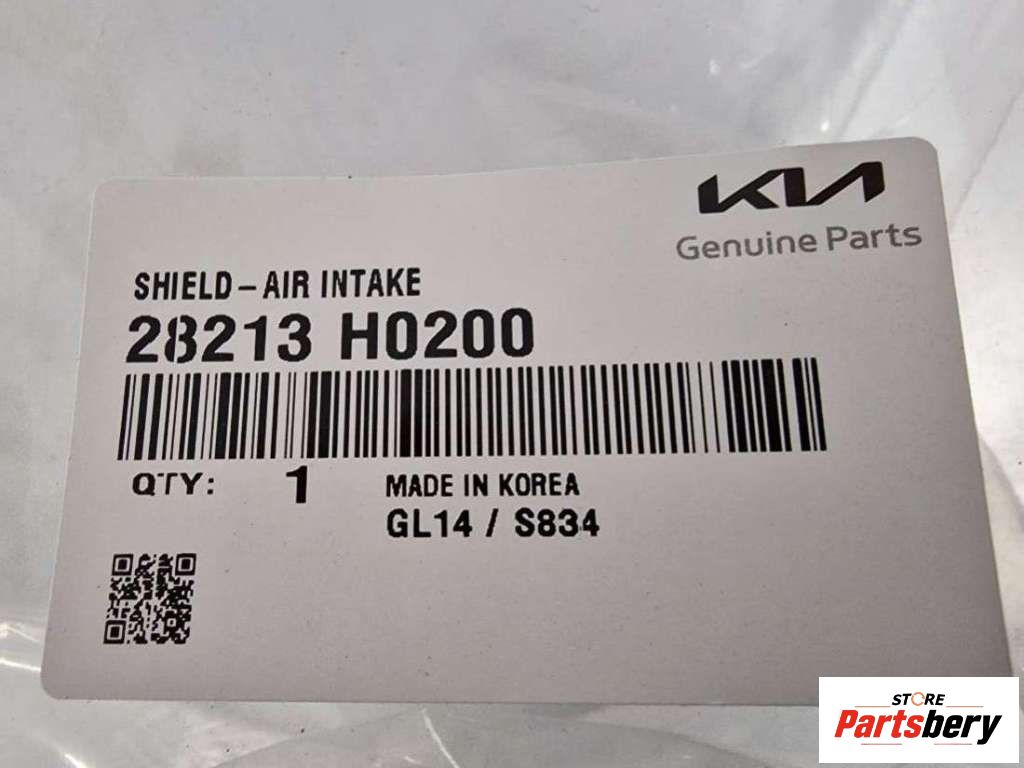 KIA
Genuine Parts
SHIELD - AIR INTAKE
28213 H0200
QTY: 1 MADE IN KOREA
GL14 / S834
STORE
Partsbery